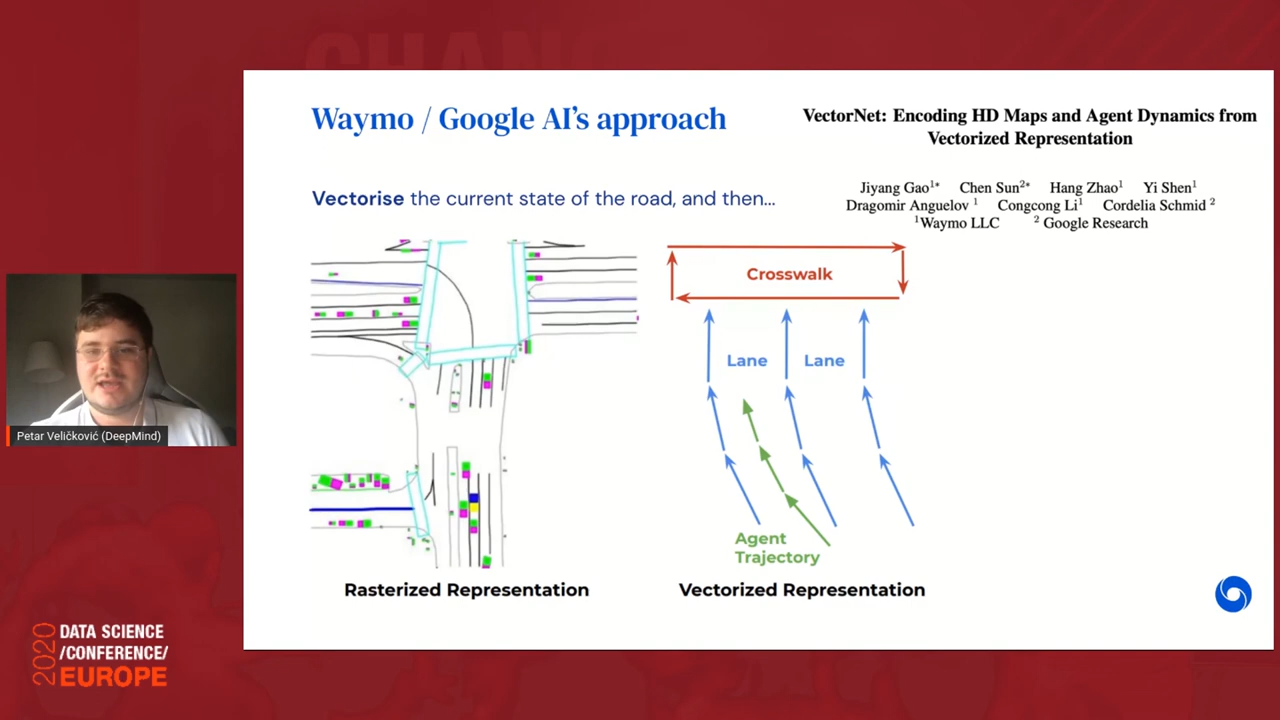 CHANG
Waymo / Google AI's approach
VectorNet: Encoding HD Maps and Agent Dynamics from
Vectorized Representation
Jiyang Gao¹* Chen Sun²* Hang Zhao¹ Yi Shen¹
Dragomir Anguelov ¹ Congcong Li¹ Cordelia Schmid ²
¹Waymo LLC ² Google Research
Vectorise the current state of the road, and then...
Crosswalk
Lane Lane
Agent
Trajectory
Rasterized Representation
Vectorized Representation
Petar Veličković (DeepMind)
2020
DATA SCIENCE
/CONFERENCE/
EUROPE